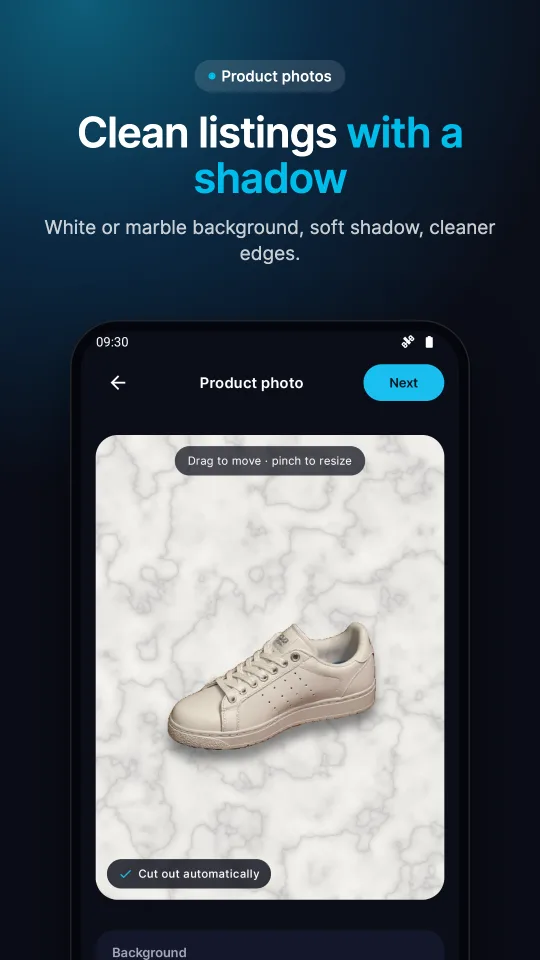 Product photos
Clean listings with a
shadow
White or marble background, soft shadow, cleaner
edges.
09:30
Product photo
Next
Drag to move · pinch to resize
Cut out automatically
Background